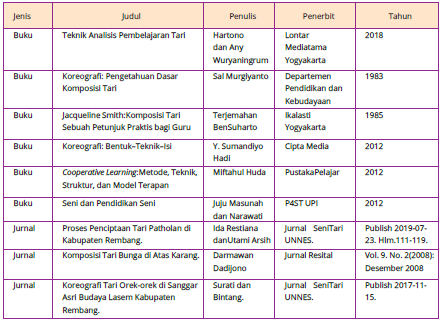 Jenis Judul Penulis Penerbit Tahun
Buku Teknik Analisis Pembelajaran Tari Hartono Lontar 2018
dan Any Mediatama
Wuryaningrum Yogyakarta
Buku Koreografi: Pengetahuan Dasar Sal Murgiyanto Departemen 1983
Komposisi Tari Pendidikan dan
Kebudayaan
Buku Jacqueline Smith:Komposisi Tari Terjemahan Ikalasti 1985
Sebuah Petunjuk Praktis bagi Guru BenSuharto Yogyakarta
Buku Koreografi: Bentuk–Teknik–Isi Y. Sumandiyo Cipta Media 2012
Hadi
Buku Cooperative Learning:Metode, Teknik, Miftahul Huda PustakaPelajar 2012
Struktur, dan Model Terapan
Buku Seni dan Pendidikan Seni Juju Masunah P4ST UPI 2012
dan Narawati
Jurnal Proses Penciptaan Tari Patholan di Ida Restiana Jurnal SeniTari Publish 2019-07-
Kabupaten Rembang. danUtami Arsih UNNES. 23. Hlm.111-119.
Jurnal Komposisi Tari Bunga di Atas Karang. Darmawan Jurnal Resital Vol. 9. No. 2(2008):
Dadijono Desember 2008
Jurnal Koreografi Tari Orek-orek di Sanggar Surati dan Jurnal SeniTari Publish 2017-11-
Asri Budaya Lasem Kabupaten Bintang. UNNES. 15.
Rembang.